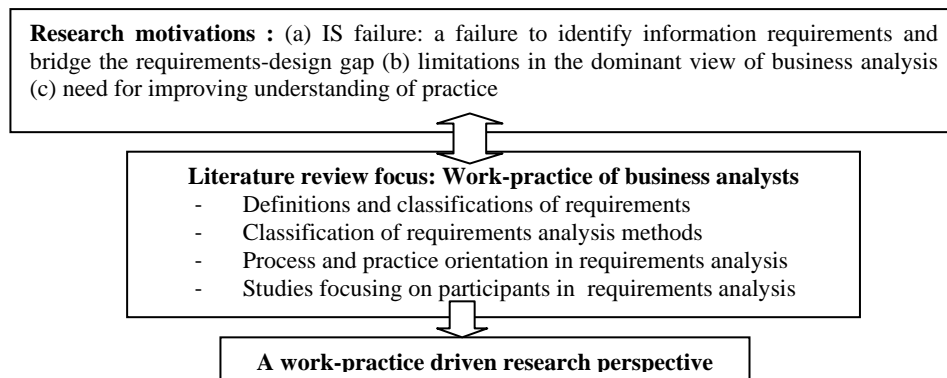 Research motivations : (a) IS failure: a failure to identify information requirements and
bridge the requirements-design gap (b) limitations in the dominant view of business analysis
(c) need for improving understanding of practice
Literature review focus: Work-practice of business analysts
- Definitions and classifications of requirements
- Classification of requirements analysis methods
- Process and practice orientation in requirements analysis
- Studies focusing on participants in requirements analysis
A work-practice driven research perspective